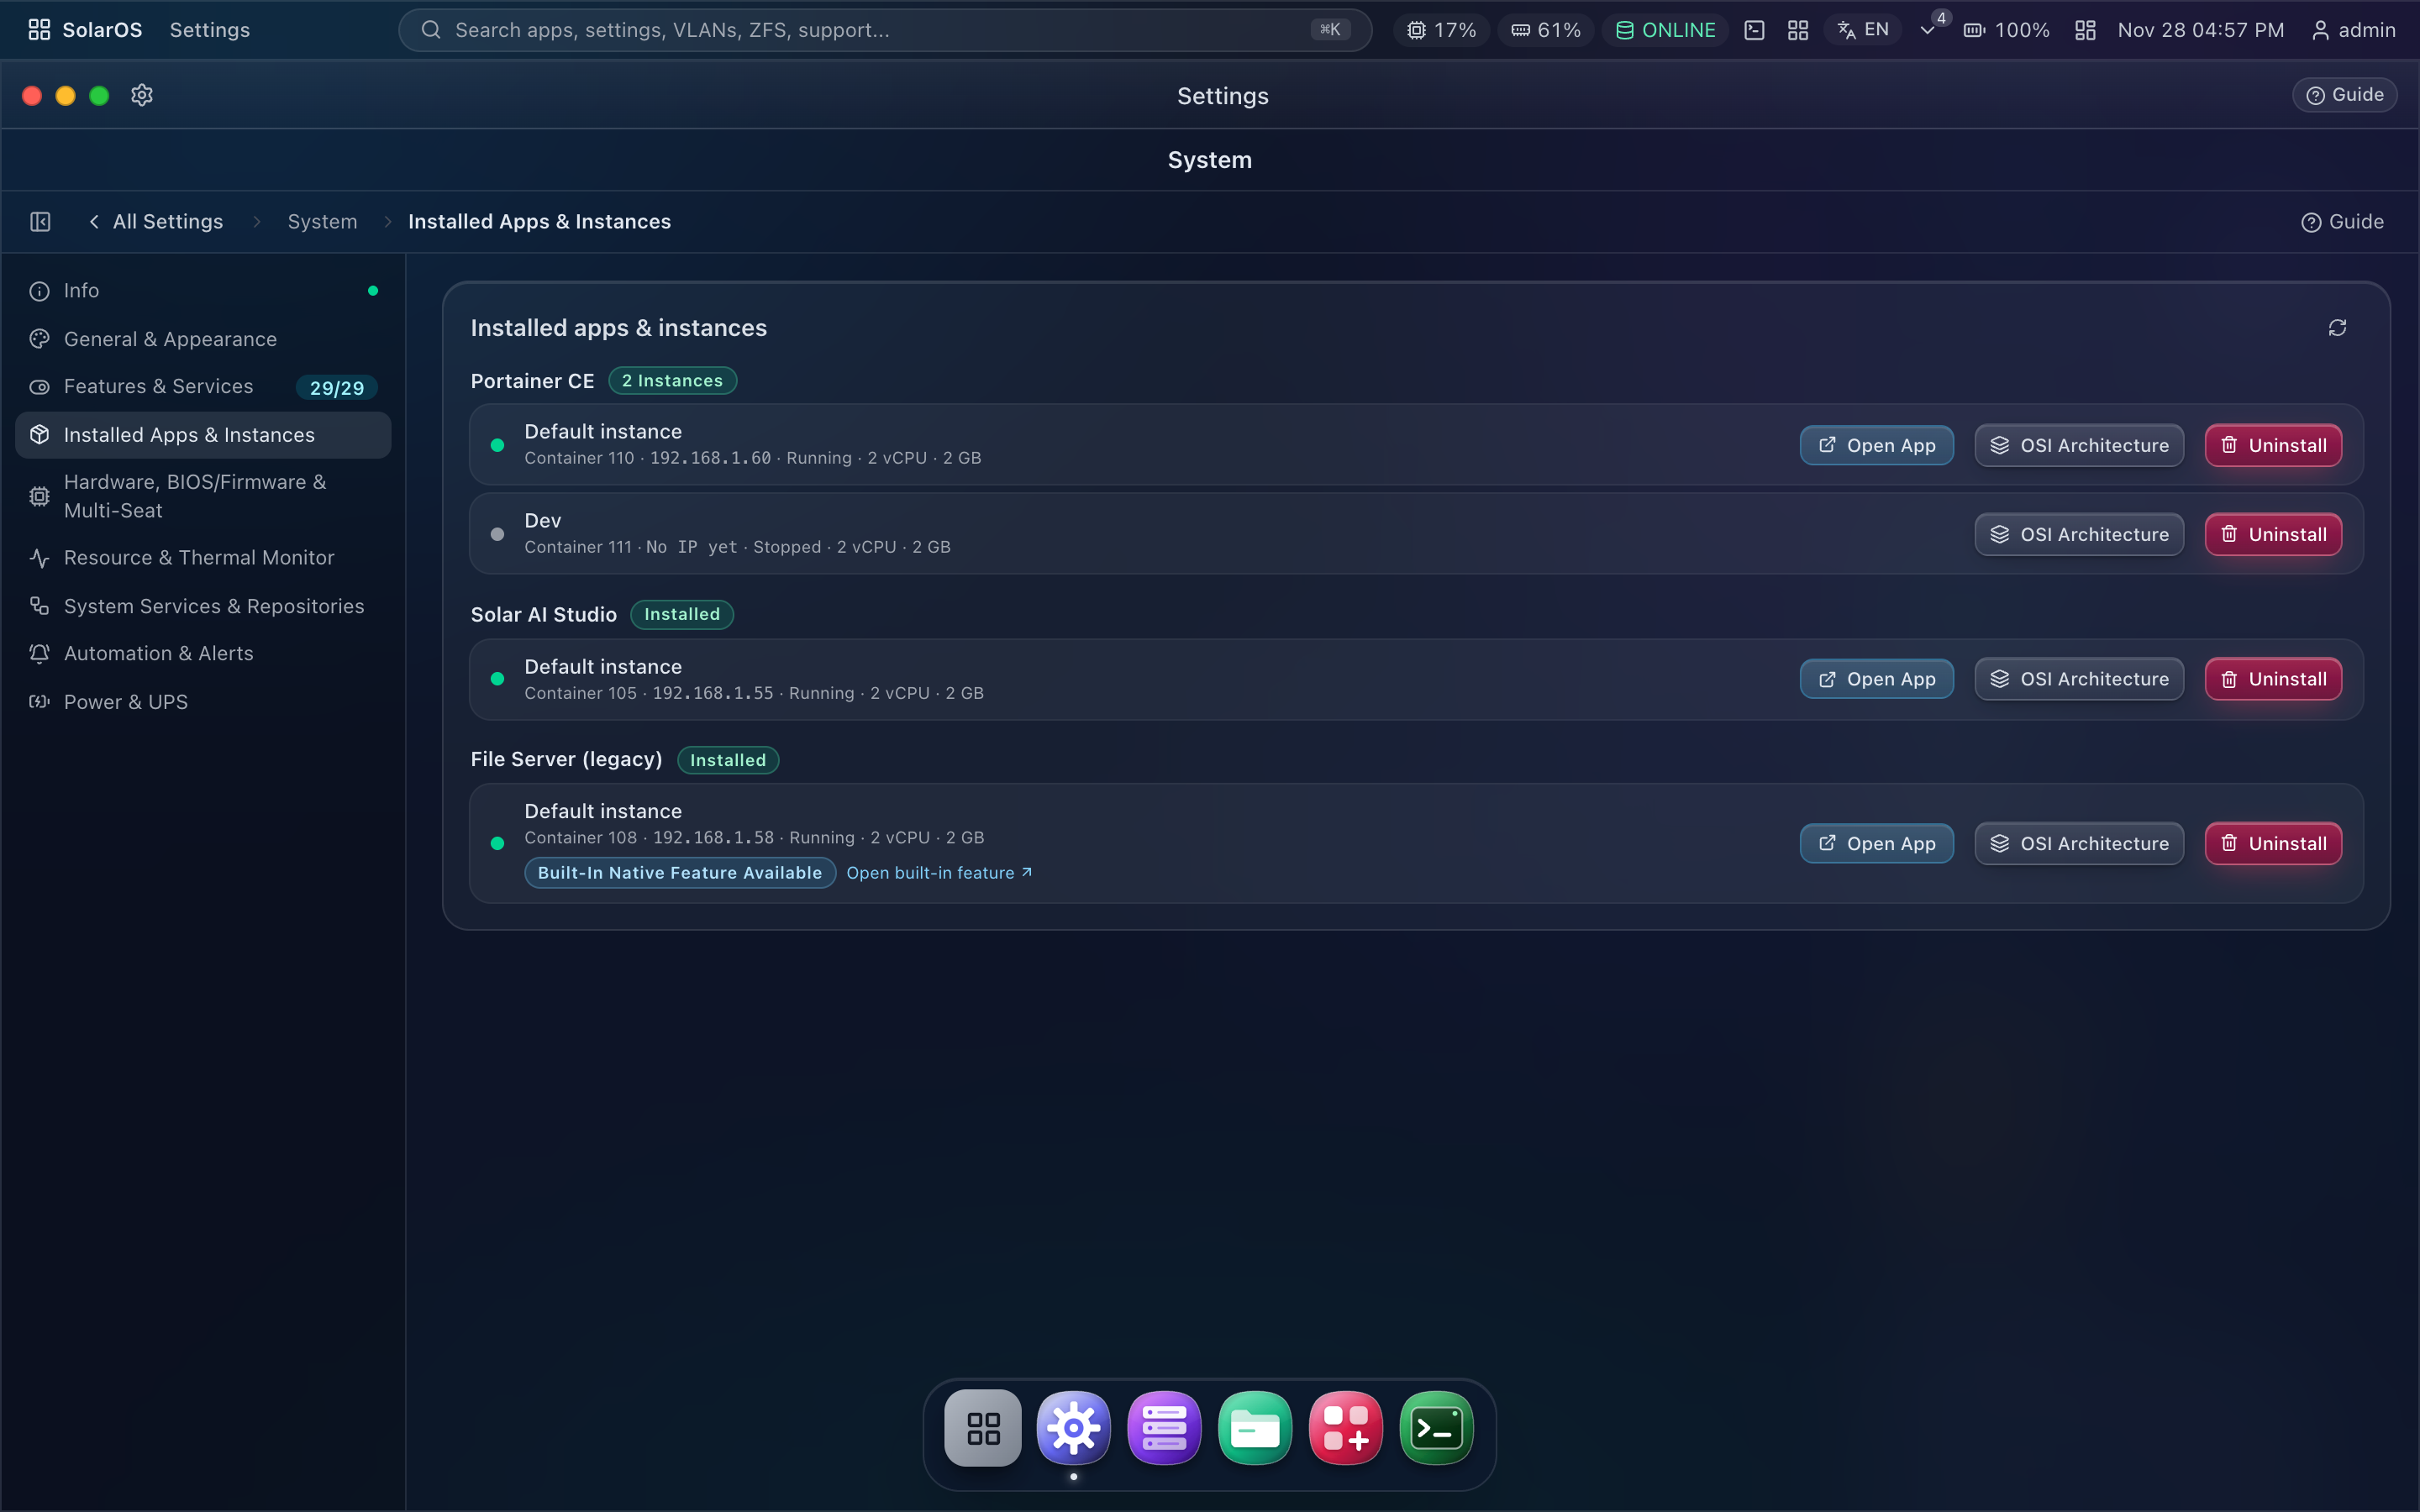 SolarOS Settings Search apps, settings, VLANs, ZFS, support... ⌘K 17% 61% ONLINE EN 4 100% Nov 28 04:57 PM admin
Settings Guide
System
All Settings System Installed Apps & Instances Guide
Info
General & Appearance
Features & Services 29/29
Installed Apps & Instances
Hardware, BIOS/Firmware &
Multi-Seat
Resource & Thermal Monitor
System Services & Repositories
Automation & Alerts
Power & UPS
Installed apps & instances
Portainer CE 2 Instances
Default instance
Container 110 · 192.168.1.60 · Running · 2 vCPU · 2 GB
Open App OSI Architecture Uninstall
Dev
Container 111 · No IP yet · Stopped · 2 vCPU · 2 GB
OSI Architecture Uninstall
Solar AI Studio Installed
Default instance
Container 105 · 192.168.1.55 · Running · 2 vCPU · 2 GB
Open App OSI Architecture Uninstall
File Server (legacy) Installed
Default instance
Container 108 · 192.168.1.58 · Running · 2 vCPU · 2 GB
Built-In Native Feature Available Open built-in feature
Open App OSI Architecture Uninstall